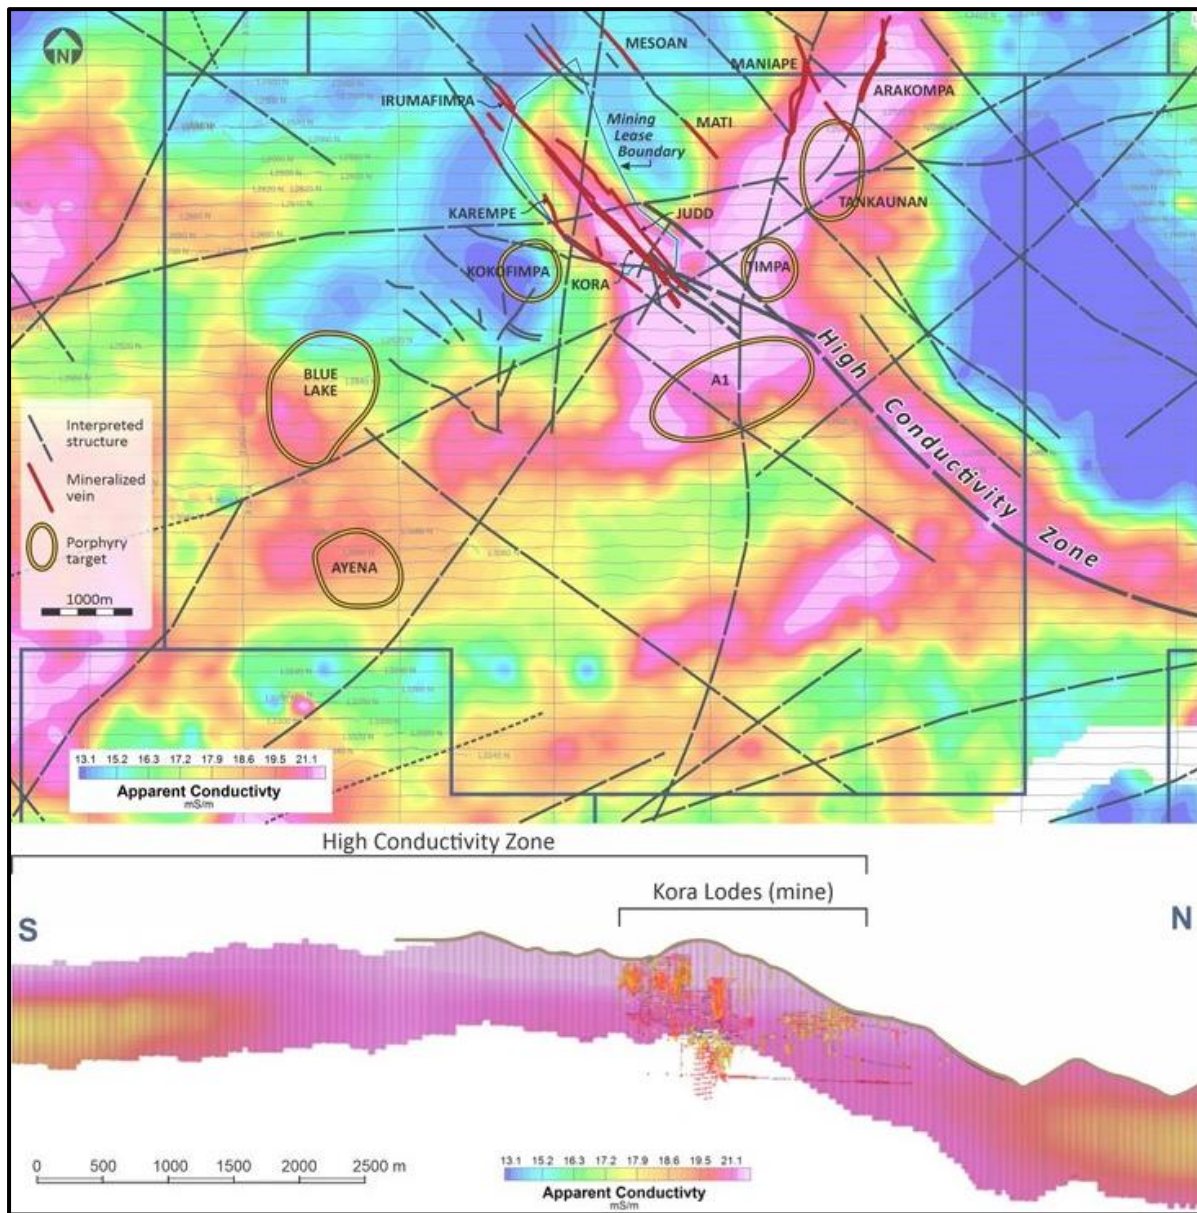 N
MESOAN
MANIAPE
ARAKOMPA
IRUMAFIMPA
Mining
Lease
Boundary
MATI
KAREMPE
JUDD
TANKAUNAN
KOKOFIMPA
KORA
TIMPA
High Conductivity Zone
BLUE
LAKE
A1
AYENA
Interpreted
structure
Mineralized
vein
Porphyry
target
1000m
13.1 15.2 16.3 17.2 17.9 18.6 19.5 21.1
Apparent Conductivty
mS/m
High Conductivity Zone
Kora Lodes (mine)
S
N
0 500 1000 1500 2000 2500 m
13.1 15.2 16.3 17.2 17.9 18.6 19.5 21.1
Apparent Conductivty
mS/m